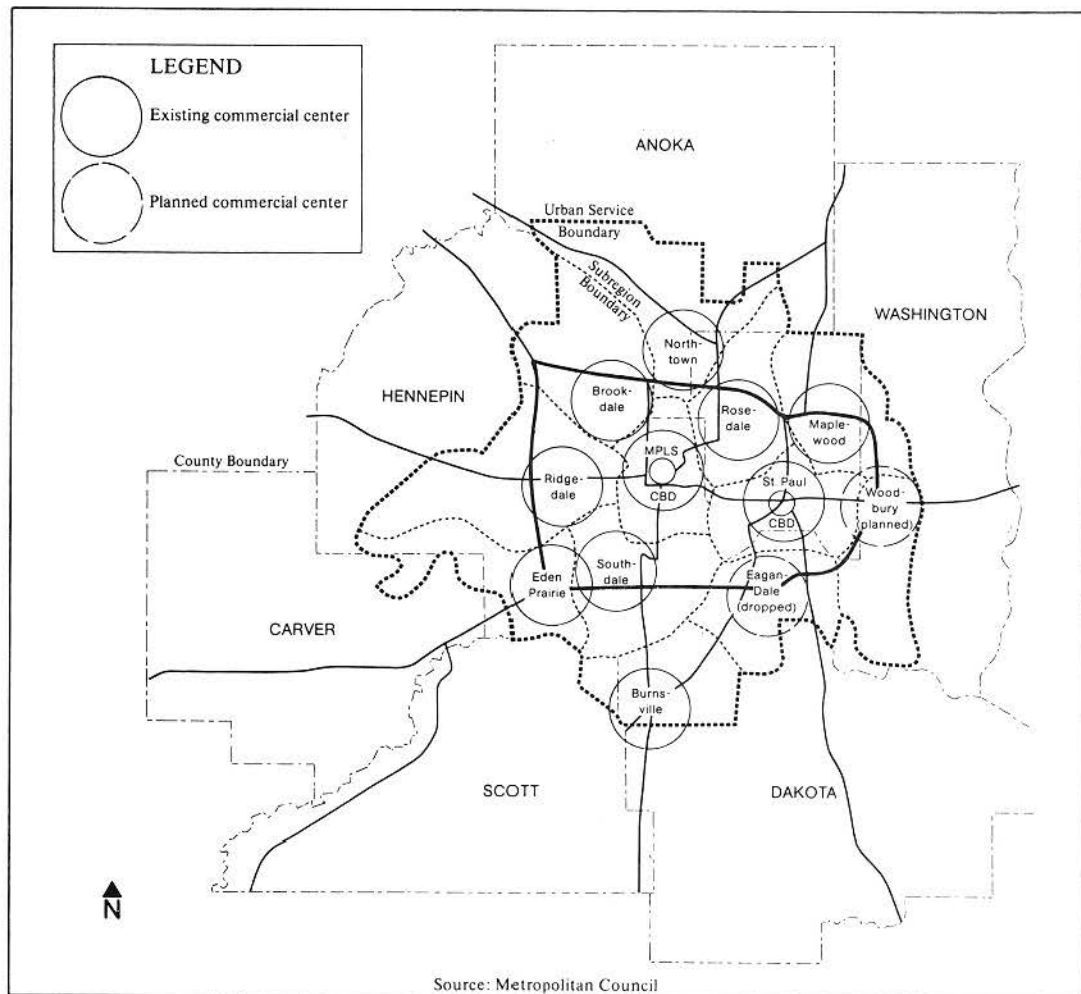 LEGEND
Existing commercial center
Planned commercial center
ANOKA
Urban Service
Boundary
Subregion
Boundary
WASHINGTON
North-
town
HENNEPIN
Brook-
dale
Rose-
dale
Maple-
wood
County Boundary
MPLS
CBD
Ridge-
dale
St. Paul
CBD
Wood-
bury
planned)
Eden
Prairie
South-
dale
Eagan-
Dale
(dropped)
CARVER
Burns-
ville
SCOTT
DAKOTA
N
Source: Metropolitan Council